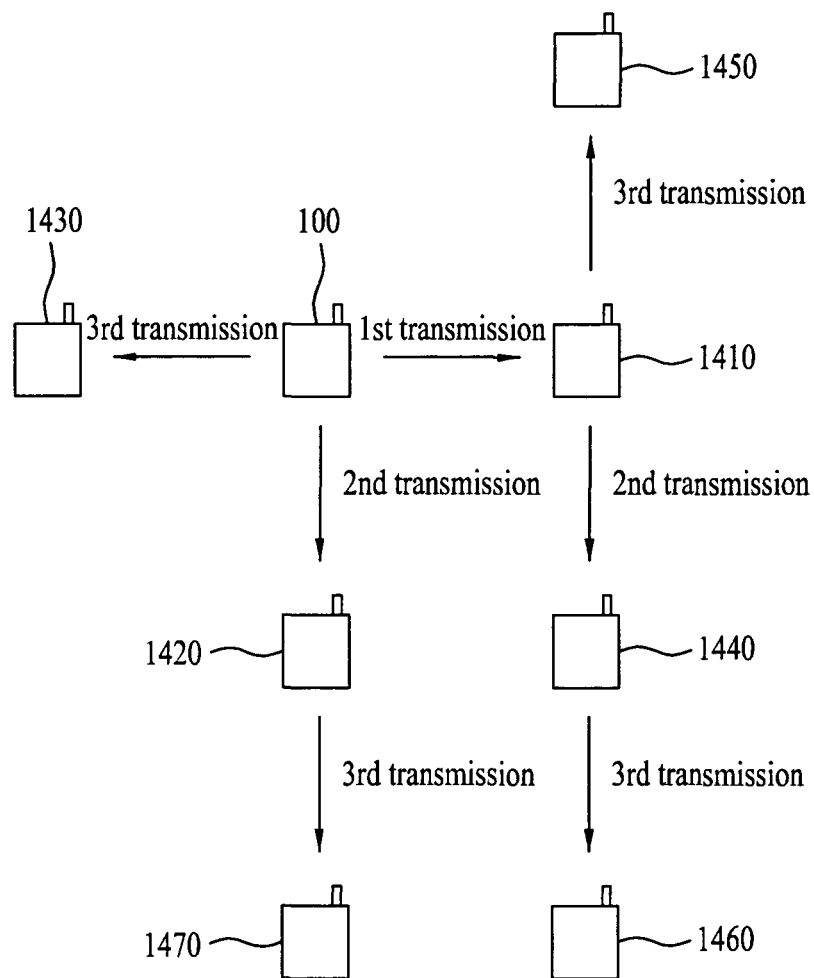 1450
3rd transmission
1430
100
3rd transmission
1st transmission
1410
2nd transmission
2nd transmission
1420
1440
3rd transmission
3rd transmission
1470
1460